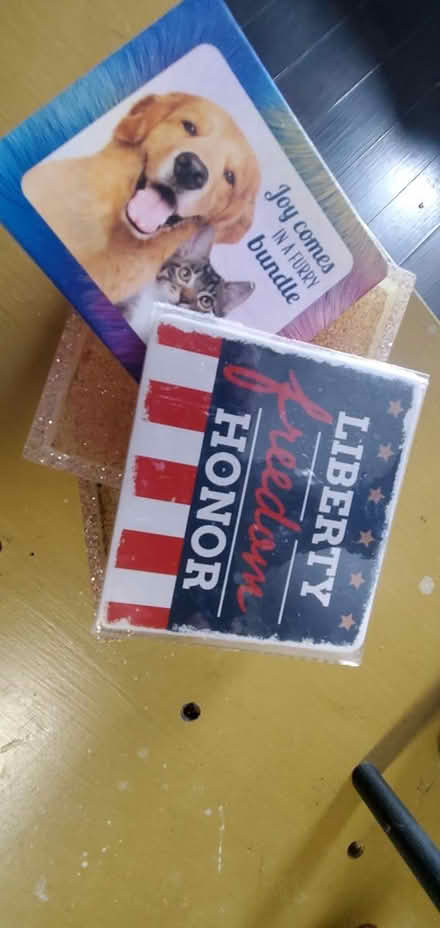 Joy comes
IN A FURRY
bundle
LIBERTY
freedom
HONOR